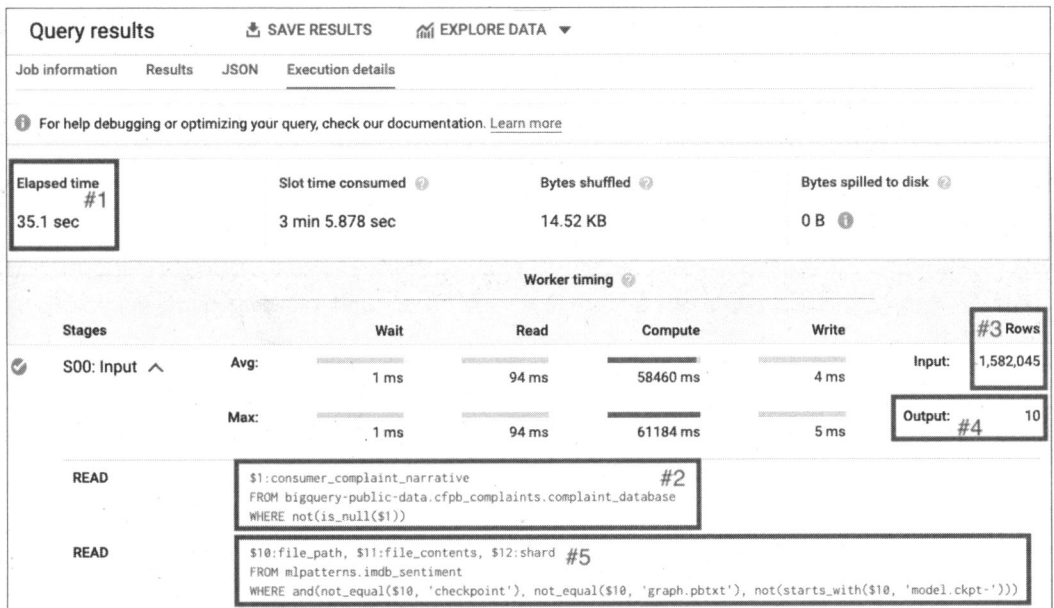 Query results SAVE RESULTS EXPLORE DATA
Job information Results JSON Execution details
For help debugging or optimizing your query, check our documentation. Learn more
Elapsed time Slot time consumed Bytes shuffled Bytes spilled to disk
#1
35.1 sec 3 min 5.878 sec 14.52 KB 0 B
Worker timing
Stages Wait Read Compute Write #3 Rows
S00: Input Avg: 1 ms 94 ms 58460 ms 4 ms Input: 1,582,045
Max: 1 ms 94 ms 61184 ms 5 ms Output: 10
#4
READ $1:consumer_complaint_narrative #2
FROM bigquery-public-data.cfpb_complaints.complaint_database
WHERE not(is_null($1))
READ $10:file_path, $11:file_contents, $12:shard #5
FROM mlpatterns.imdb_sentiment
WHERE and(not_equal($10, 'checkpoint'), not_equal($10, 'graph.pbtxt'), not(starts_with($10, 'model.ckpt-')))